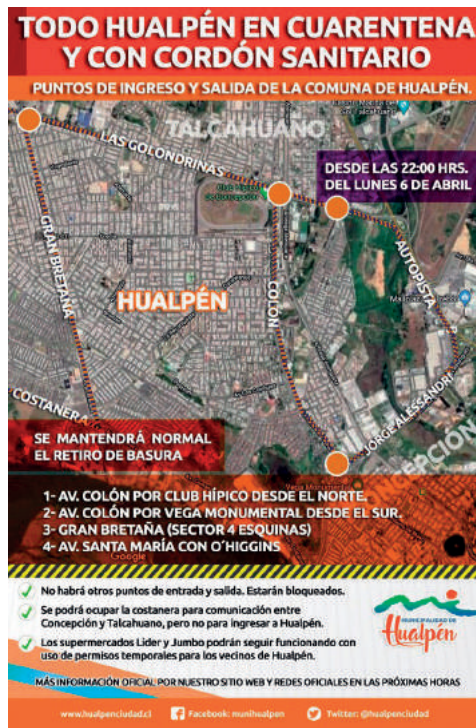 TODO HUALPÉN EN CUARENTENA
Y CON CORDÓN SANITARIO
PUNTOS DE INGRESO Y SALIDA DE LA COMUNA DE HUALPÉN.
TALCAHUANO
LAS GOLONDRINAS
Club Hípico
de Concepción
DESDE LAS 22:00 HRS.
DEL LUNES 6 DE ABRIL
GRAN BRETAÑA
AUTOPISTA
COLÓN
HUALPÉN
COSTANERA
JORGE ALESSANDRI
SE MANTENDRÁ NORMAL
EL RETIRO DE BASURA
Vega Monumental
1- AV. COLÓN POR CLUB HÍPICO DESDE EL NORTE.
2- AV. COLÓN POR VEGA MONUMENTAL DESDE EL SUR.
3- GRAN BRETAÑA (SECTOR 4 ESQUINAS)
4- AV. SANTA MARÍA CON O'HIGGINS
Google
No habrá otros puntos de entrada y salida. Estarán bloqueados.
Se podrá ocupar la costanera para comunicación entre
Concepción y Talcahuano, pero no para ingresar a Hualpén.
Los supermercados Lider y Jumbo podrán seguir funcionando con
uso de permisos temporales para los vecinos de Hualpén.
MUNICIPALIDAD DE
Hualpén
MÁS INFORMACIÓN OFICIAL POR NUESTRO SITIO WEB Y REDES OFICIALES EN LAS PRÓXIMAS HORAS
www.hualpenciudad.cl
Facebook: munihualpen
Twitter: @hualpenciudad